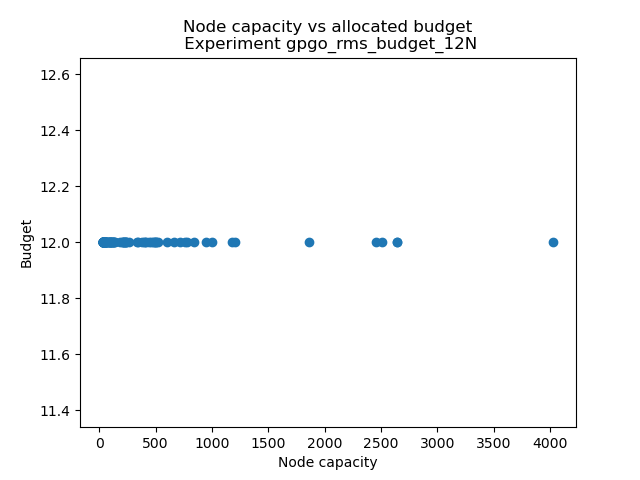 Node capacity vs allocated budget
Experiment gpgo_rms_budget_12N
12.6
12.4
12.2
12.0
11.8
11.6
11.4
Budget
0 500 1000 1500 2000 2500 3000 3500 4000
Node capacity